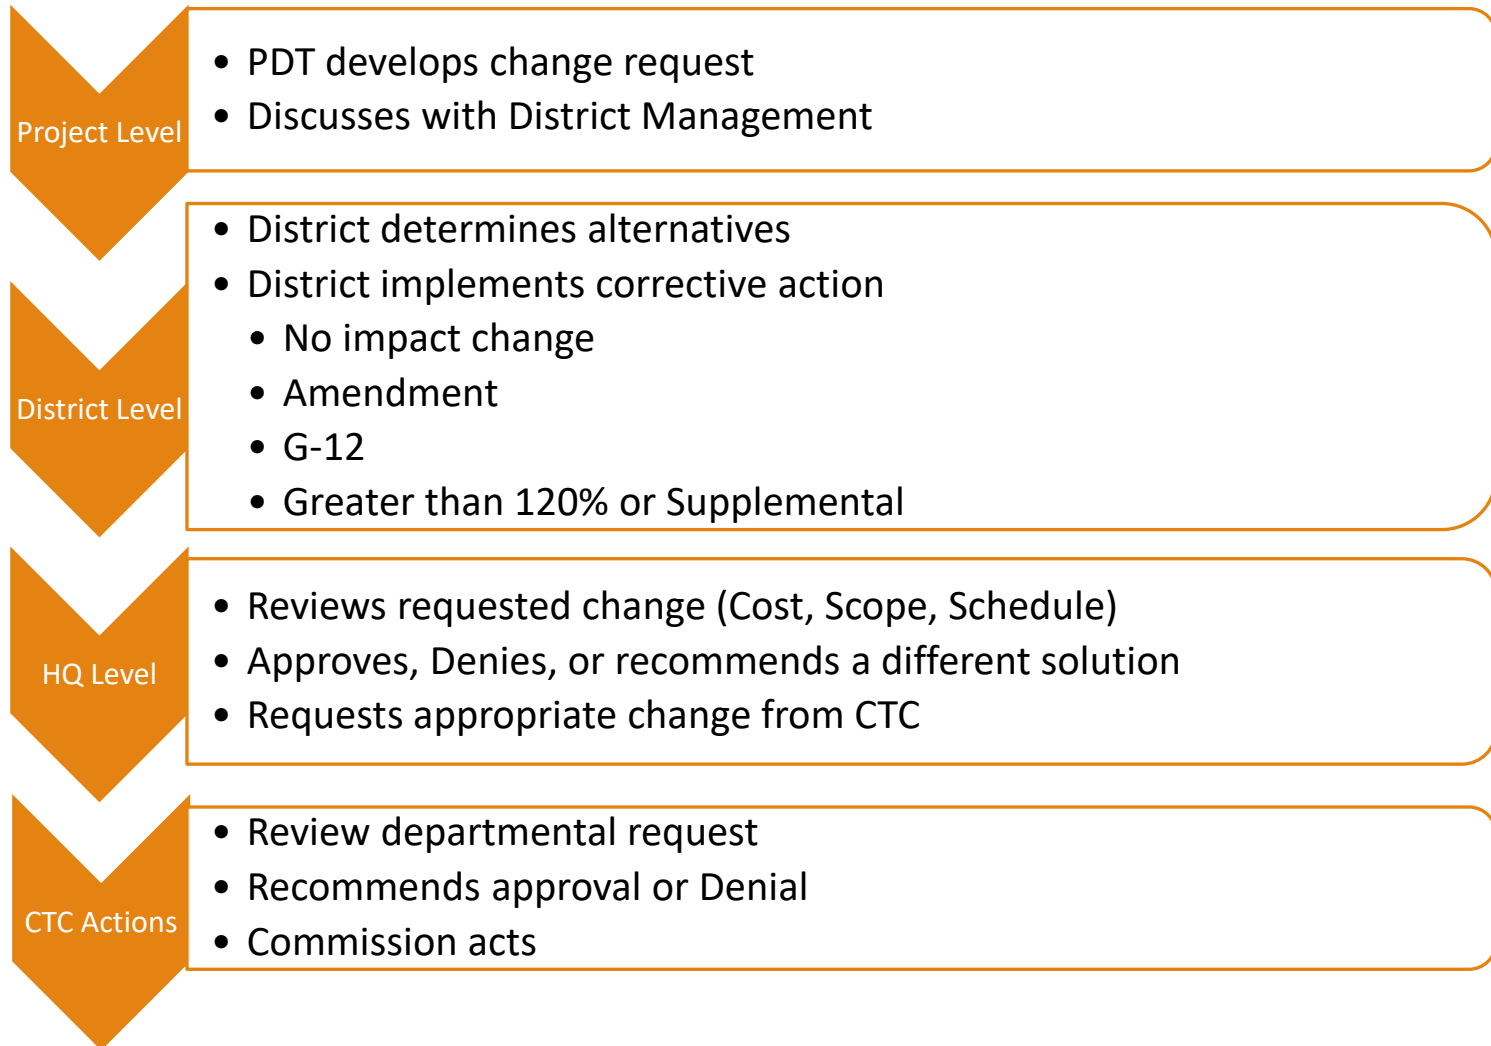 Project Level
• PDT develops change request
• Discusses with District Management
District Level
• District determines alternatives
• District implements corrective action
• No impact change
• Amendment
• G-12
• Greater than 120% or Supplemental
HQ Level
• Reviews requested change (Cost, Scope, Schedule)
• Approves, Denies, or recommends a different solution
• Requests appropriate change from CTC
CTC Actions
• Review departmental request
• Recommends approval or Denial
• Commission acts